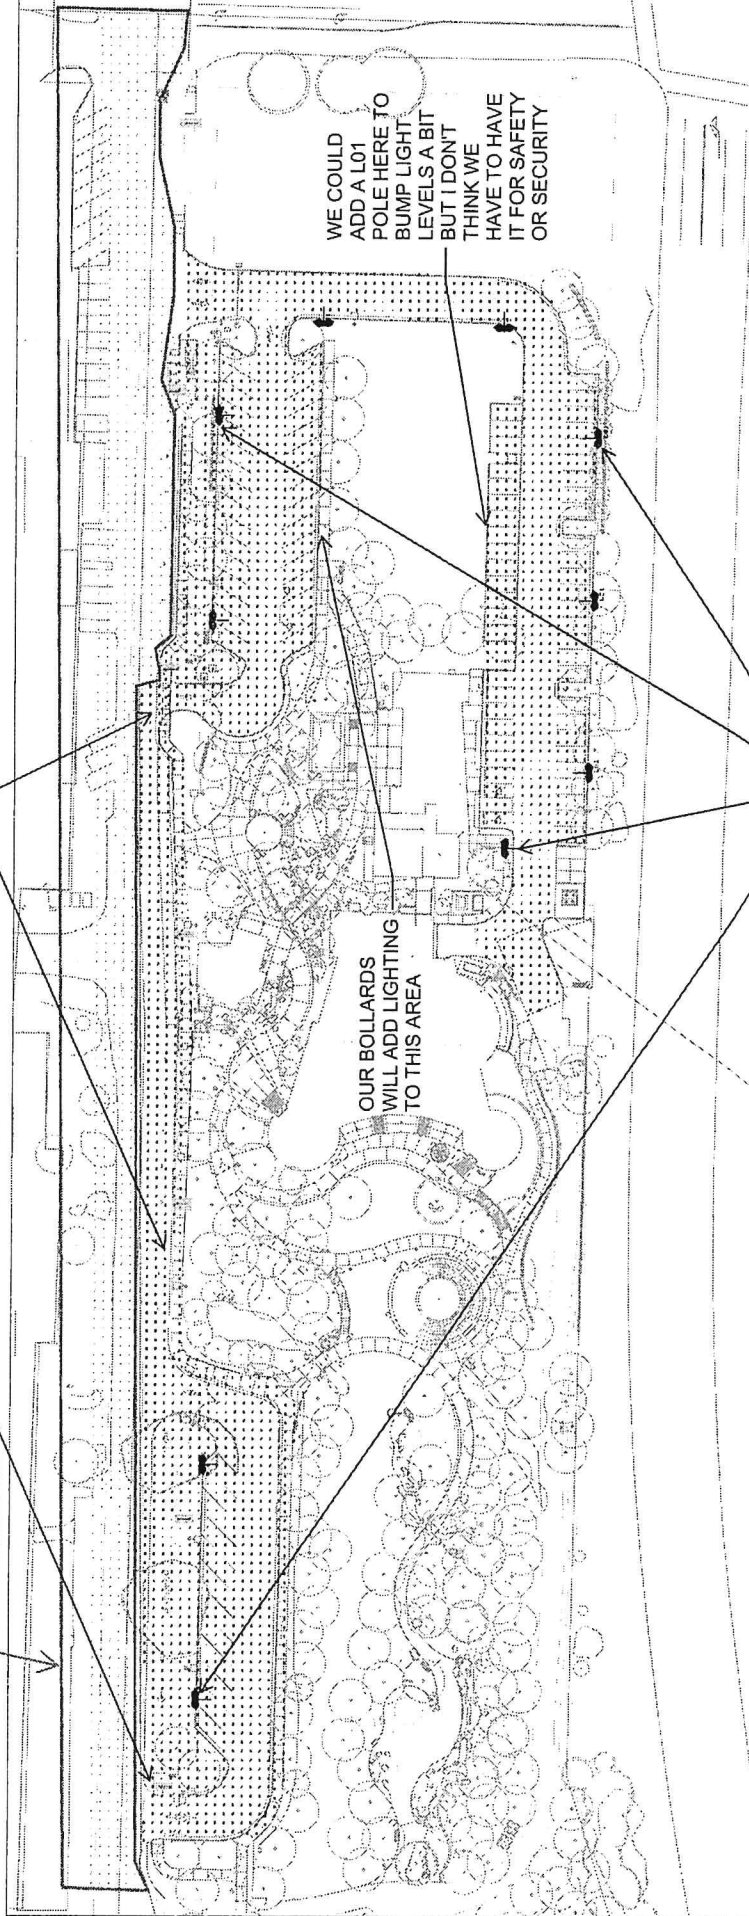 WE COULD
ADD A L01
POLE HERE TO
BUMP LIGHT
LEVELS A BIT
BUT I DON'T
THINK WE
HAVE TO HAVE
IT FOR SAFETY
OR SECURITY
OUR BOLLARDS
WILL ADD LIGHTING
TO THIS AREA